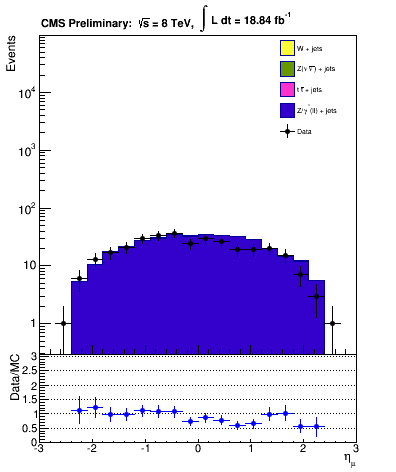 CMS Preliminary: √s = 8 TeV, ∫ L dt = 18.84 fb⁻¹
Events
W + jets
Z(ν ν̅) + jets
t t̅ + jets
Z/γ*(ll) + jets
Data
10⁴
10³
10²
10
1
Data/MC
3
2.5
2
1.5
1
0.5
0
-3 -2 -1 0 1 2 3
η_μ